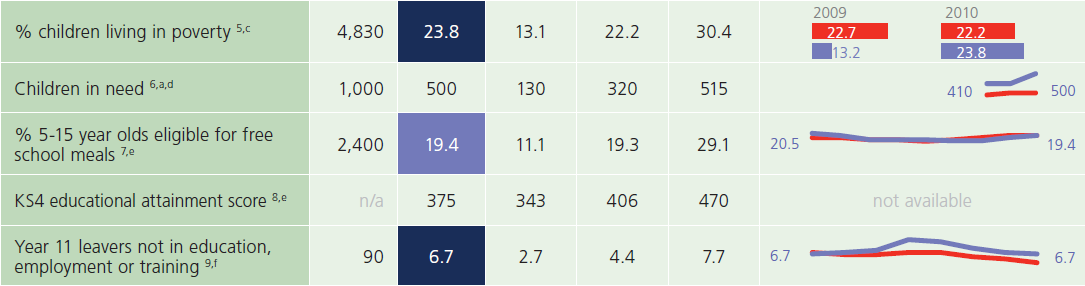 2009 2010
% children living in poverty 5,c 4,830 23.8 13.1 22.2 30.4 22.7 22.2
13.2 23.8
Children in need 6,a,d 1,000 500 130 320 515 410 500
% 5-15 year olds eligible for free
school meals 7,e 2,400 19.4 11.1 19.3 29.1 20.5 19.4
KS4 educational attainment score 8,e n/a 375 343 406 470 not available
Year 11 leavers not in education,
employment or training 9,f 90 6.7 2.7 4.4 7.7 6.7 6.7